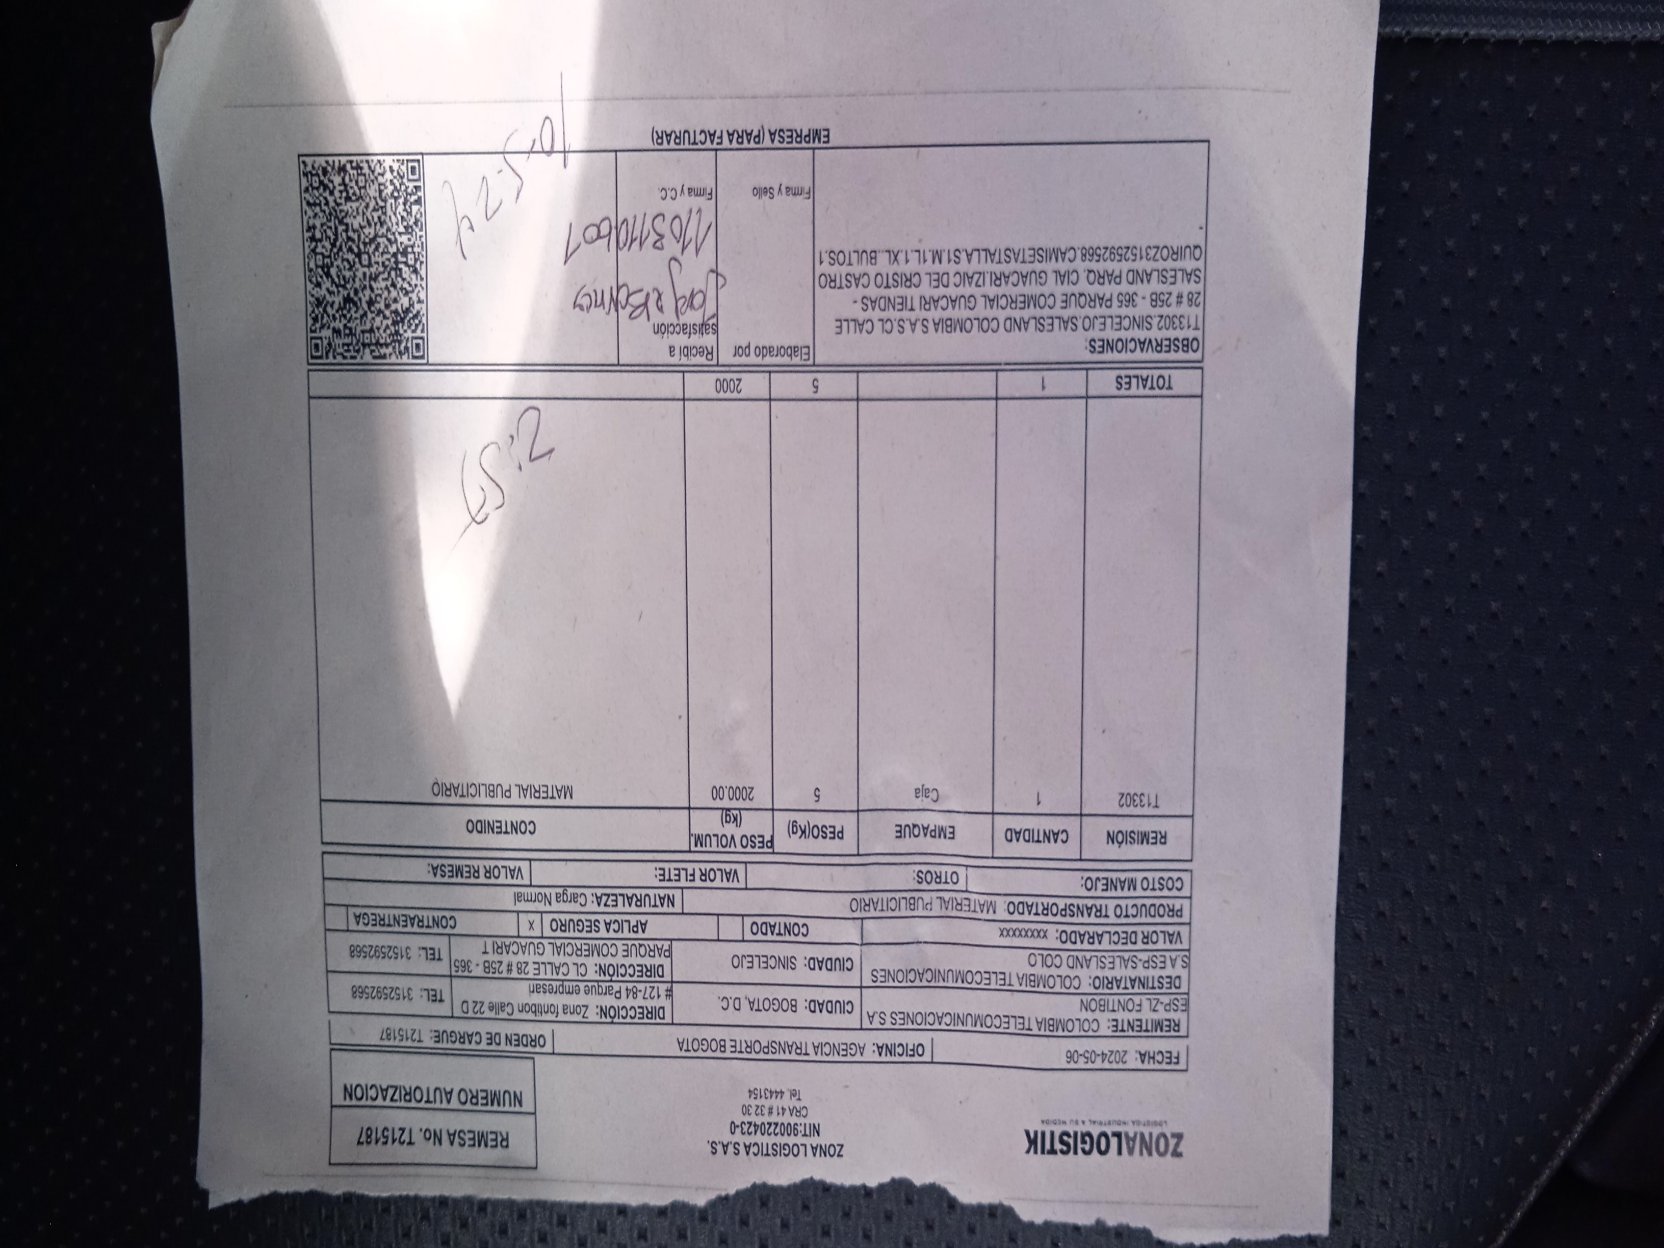 ZONALOGISTIK
LOGISTICA INDUSTRIAL A SU MEDIDA
ZONA LOGISTICA S.A.S.
NIT:900220423-0
CRA 41 # 32 30
Tel. 4443154
REMESA No. T215187
NUMERO AUTORIZACION
FECHA: 2024-05-06 OFICINA: AGENCIA TRANSPORTE BOGOTA ORDEN DE CARGUE: T215187
REMITENTE: COLOMBIA TELECOMUNICACIONES S.A
ESP-ZL FONTIBON
CIUDAD: BOGOTA, D.C.
DIRECCIÓN: Zona fontibon Calle 22 D
# 127-84 Parque empresari
TEL: 3152592568
DESTINATARIO: COLOMBIA TELECOMUNICACIONES
S.A ESP-SALESLAND COLO
CIUDAD: SINCELEJO
DIRECCIÓN: CL CALLE 28 # 25B - 365
PARQUE COMERCIAL GUACARI T
TEL: 3152592568
VALOR DECLARADO: xxxxxxxx CONTADO APLICA SEGURO x CONTRAENTREGA
PRODUCTO TRANSPORTADO: MATERIAL PUBLICITARIO NATURALEZA: Carga Normal
COSTO MANEJO: OTROS: VALOR FLETE: VALOR REMESA:
REMISIÓN CANTIDAD EMPAQUE PESO(Kg) PESO VOLUM. (kg) CONTENIDO
T13302 1 Caja 5 2000.00 MATERIAL PUBLICITARIO
2:57
TOTALES 1 5 2000
OBSERVACIONES:
T13302.SINCELEJO.SALESLAND COLOMBIA S.A.S.CL CALLE
28 # 25B - 365 PARQUE COMERCIAL GUACARI TIENDAS -
SALESLAND PARQ. CIAL GUACARI.IZAIC DEL CRISTO CASTRO
QUIROZ3152592568.CAMISETASTALLA.S1.M.1L.1.XL..BULTOS.1
.
Elaborado por
Firma y Sello
Recibí a
satisfacción
1103110607
Firma y C.C.
10-5-24
EMPRESA (PARA FACTURAR)